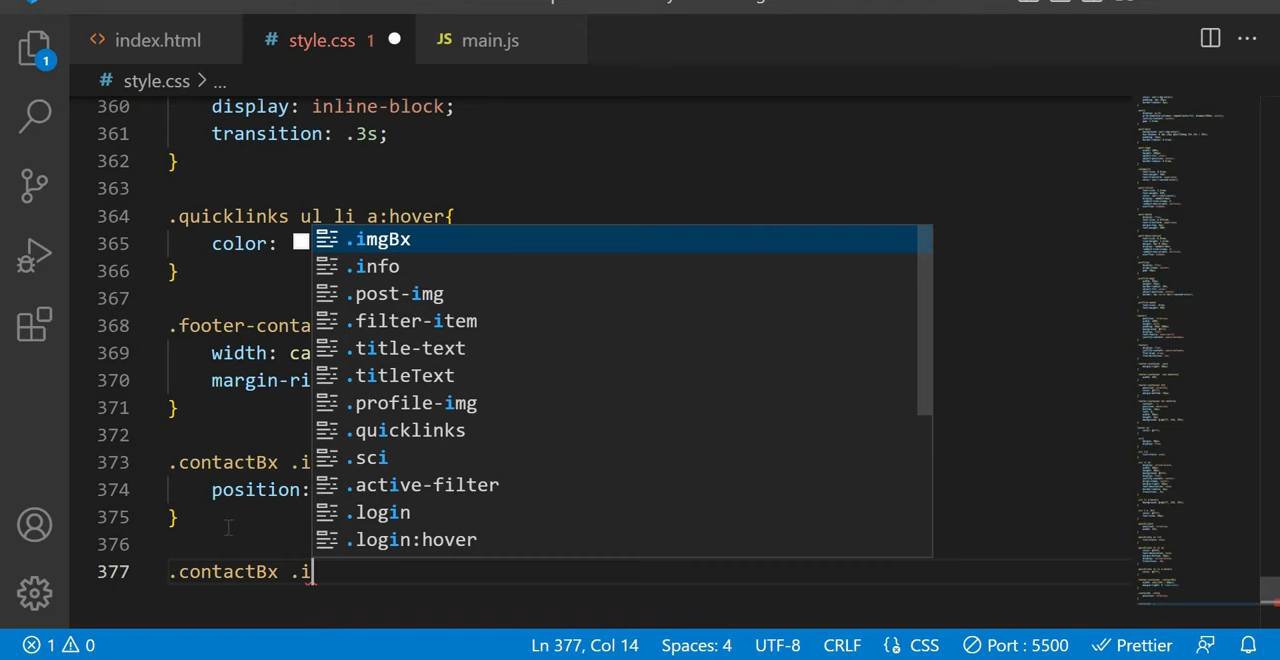 index.html
# style.css 1
JS main.js
1
# style.css > ...
360 display: inline-block;
361 transition: .3s;
362 }
363
364 .quicklinks ul li a:hover{
365 color:
366 }
367
368 .footer-conta
369 width: ca
370 margin-ri
371 }
372
373 .contactBx .i
374 position:
375 }
376
377 .contactBx .i
.imgBx
.info
.post-img
.filter-item
.title-text
.titleText
.profile-img
.quicklinks
.sci
.active-filter
.login
.login:hover
1 0 Ln 377, Col 14 Spaces: 4 UTF-8 CRLF {} CSS Port : 5500 Prettier